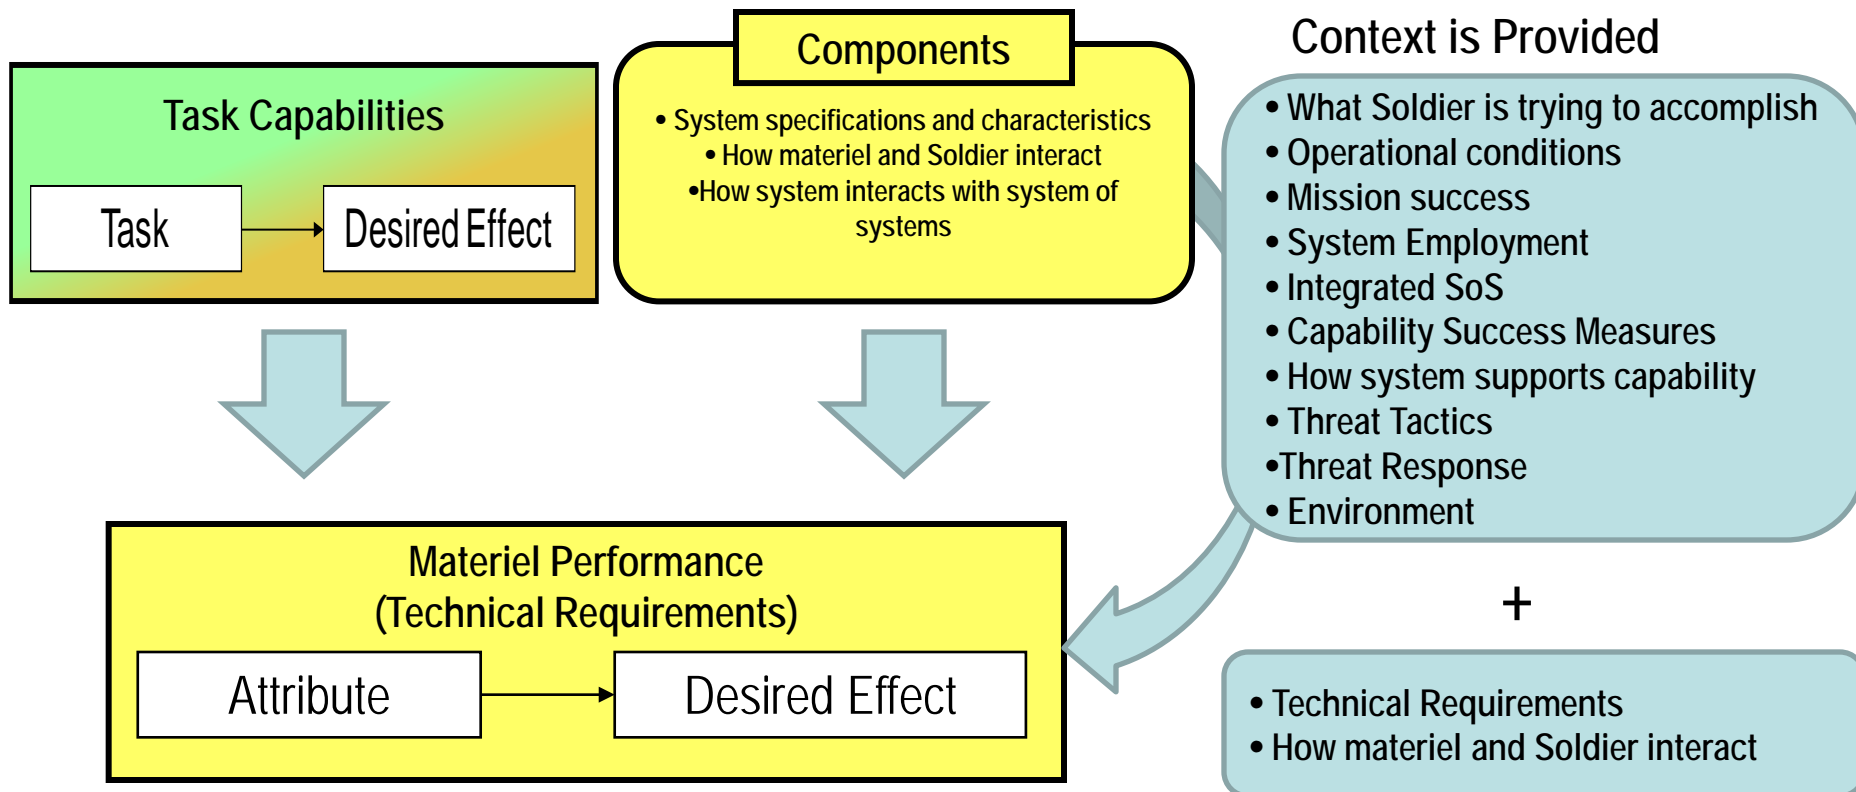 Task Capabilities
Task
Desired Effect
Components
• System specifications and characteristics
• How materiel and Soldier interact
•How system interacts with system of
systems
Context is Provided
• What Soldier is trying to accomplish
• Operational conditions
• Mission success
• System Employment
• Integrated SoS
• Capability Success Measures
• How system supports capability
• Threat Tactics
•Threat Response
• Environment
+
• Technical Requirements
• How materiel and Soldier interact
Materiel Performance
(Technical Requirements)
Attribute
Desired Effect